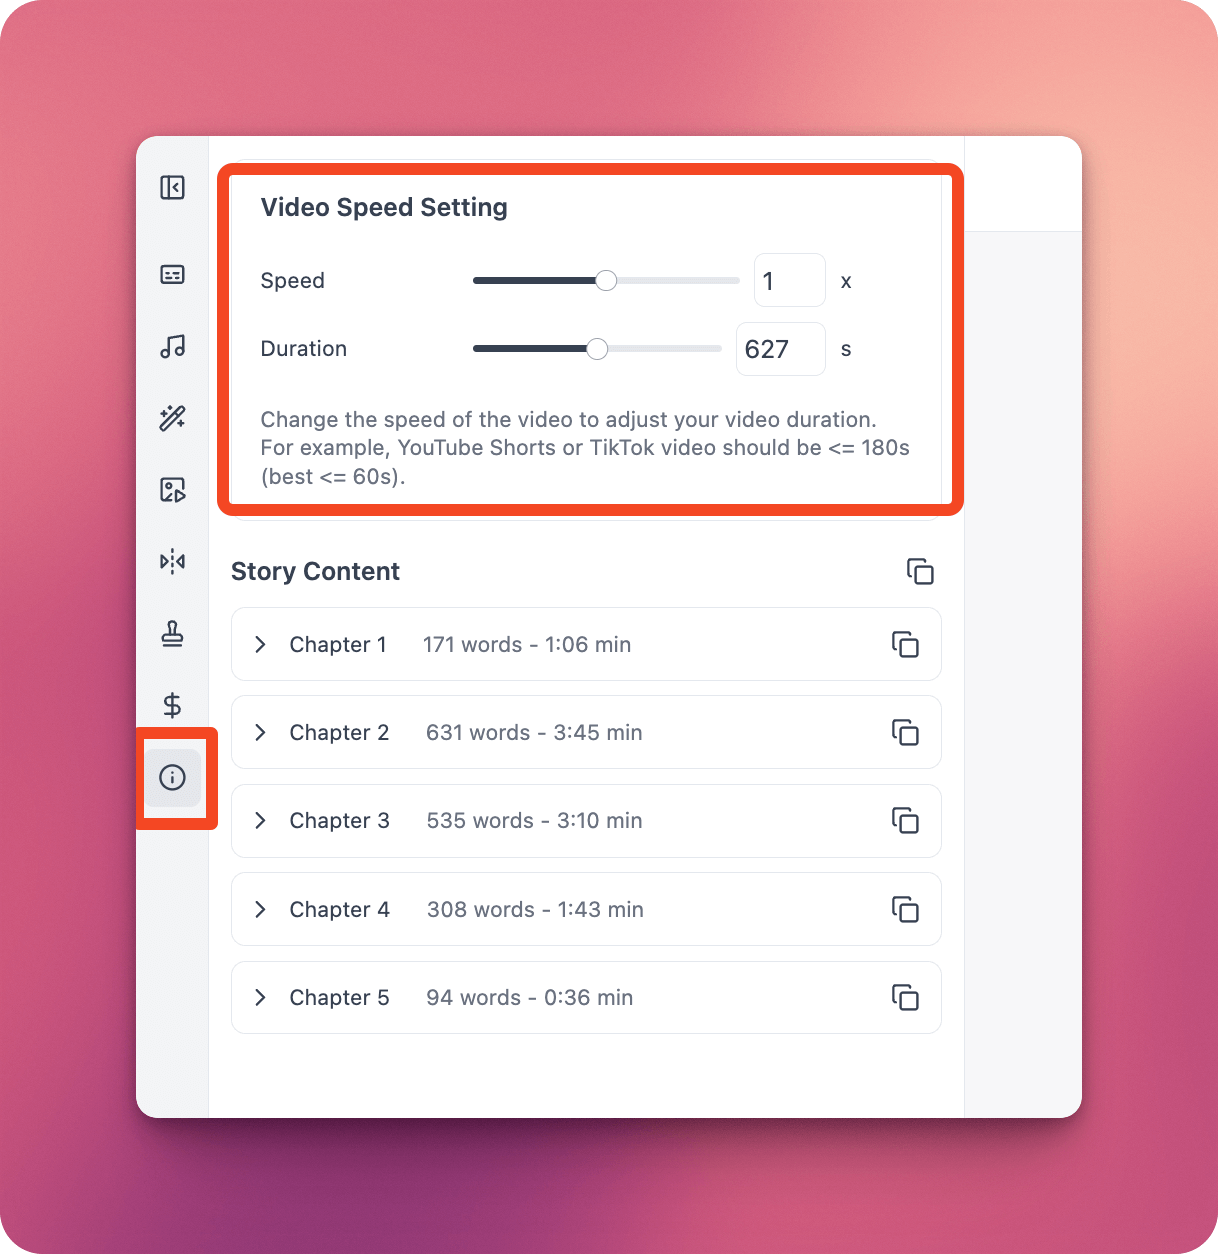 Video Speed Setting
Speed 1 x
Duration 627 s
Change the speed of the video to adjust your video duration.
For example, YouTube Shorts or TikTok video should be <= 180s
(best <= 60s).
Story Content
Chapter 1 171 words - 1:06 min
Chapter 2 631 words - 3:45 min
Chapter 3 535 words - 3:10 min
Chapter 4 308 words - 1:43 min
Chapter 5 94 words - 0:36 min